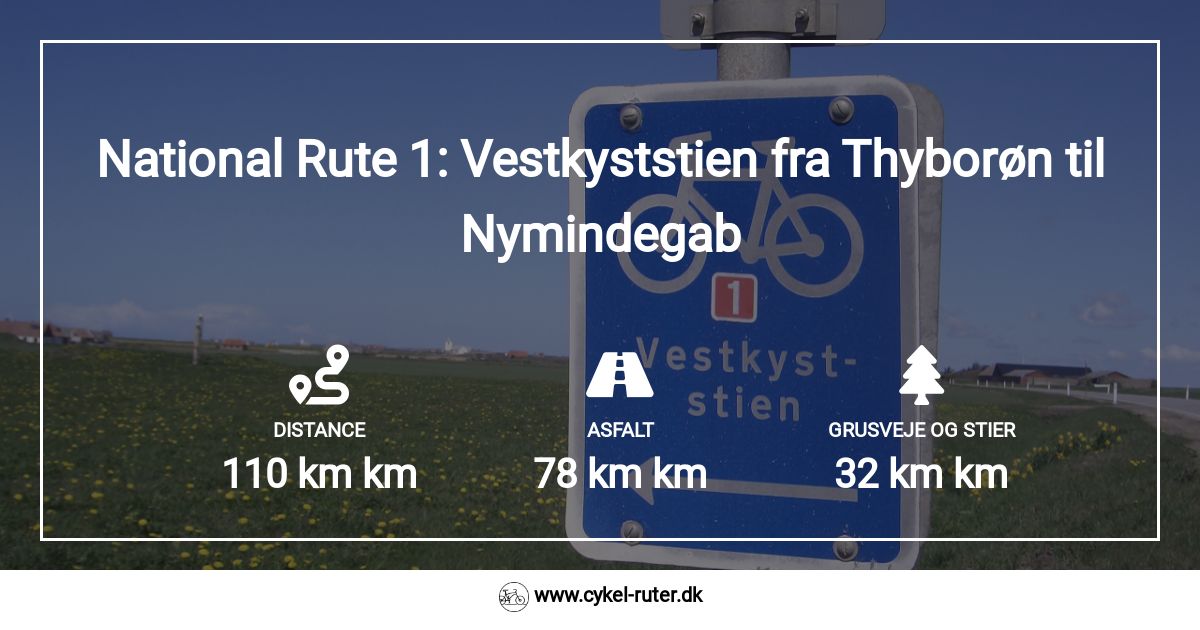 National Rute 1: Vestkyststien fra Thyborøn til
Nymindegab
1
Vestkyst-
stien
DISTANCE
110 km km
ASFALT
78 km km
GRUSVEJE OG STIER
32 km km
www.cykel-ruter.dk